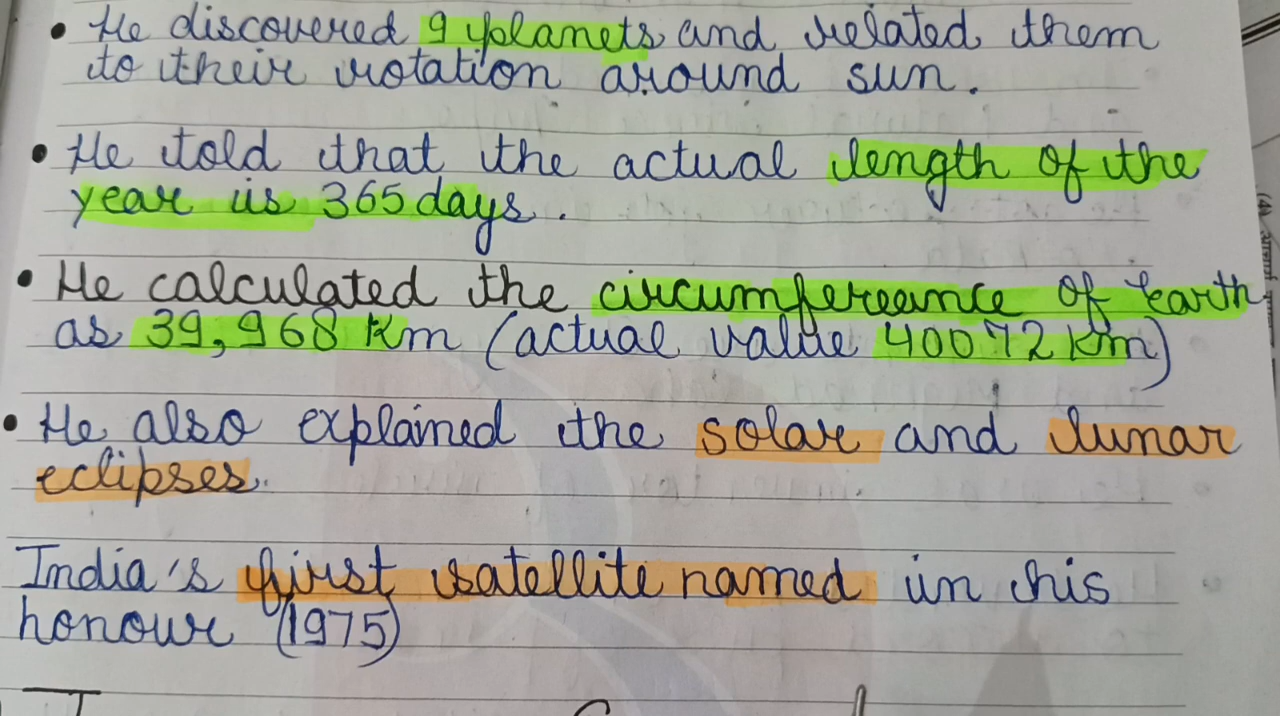 • He discovered 9 planets and related them
to their rotation around sun.
• He told that the actual length of the
year is 365 days.
• He calculated the circumfereance of Earth
as 39,968 Km (actual value 40072 Km)
• He also explained the solar and lunar
eclipses.
India's first satellite named in his
honour (1975)